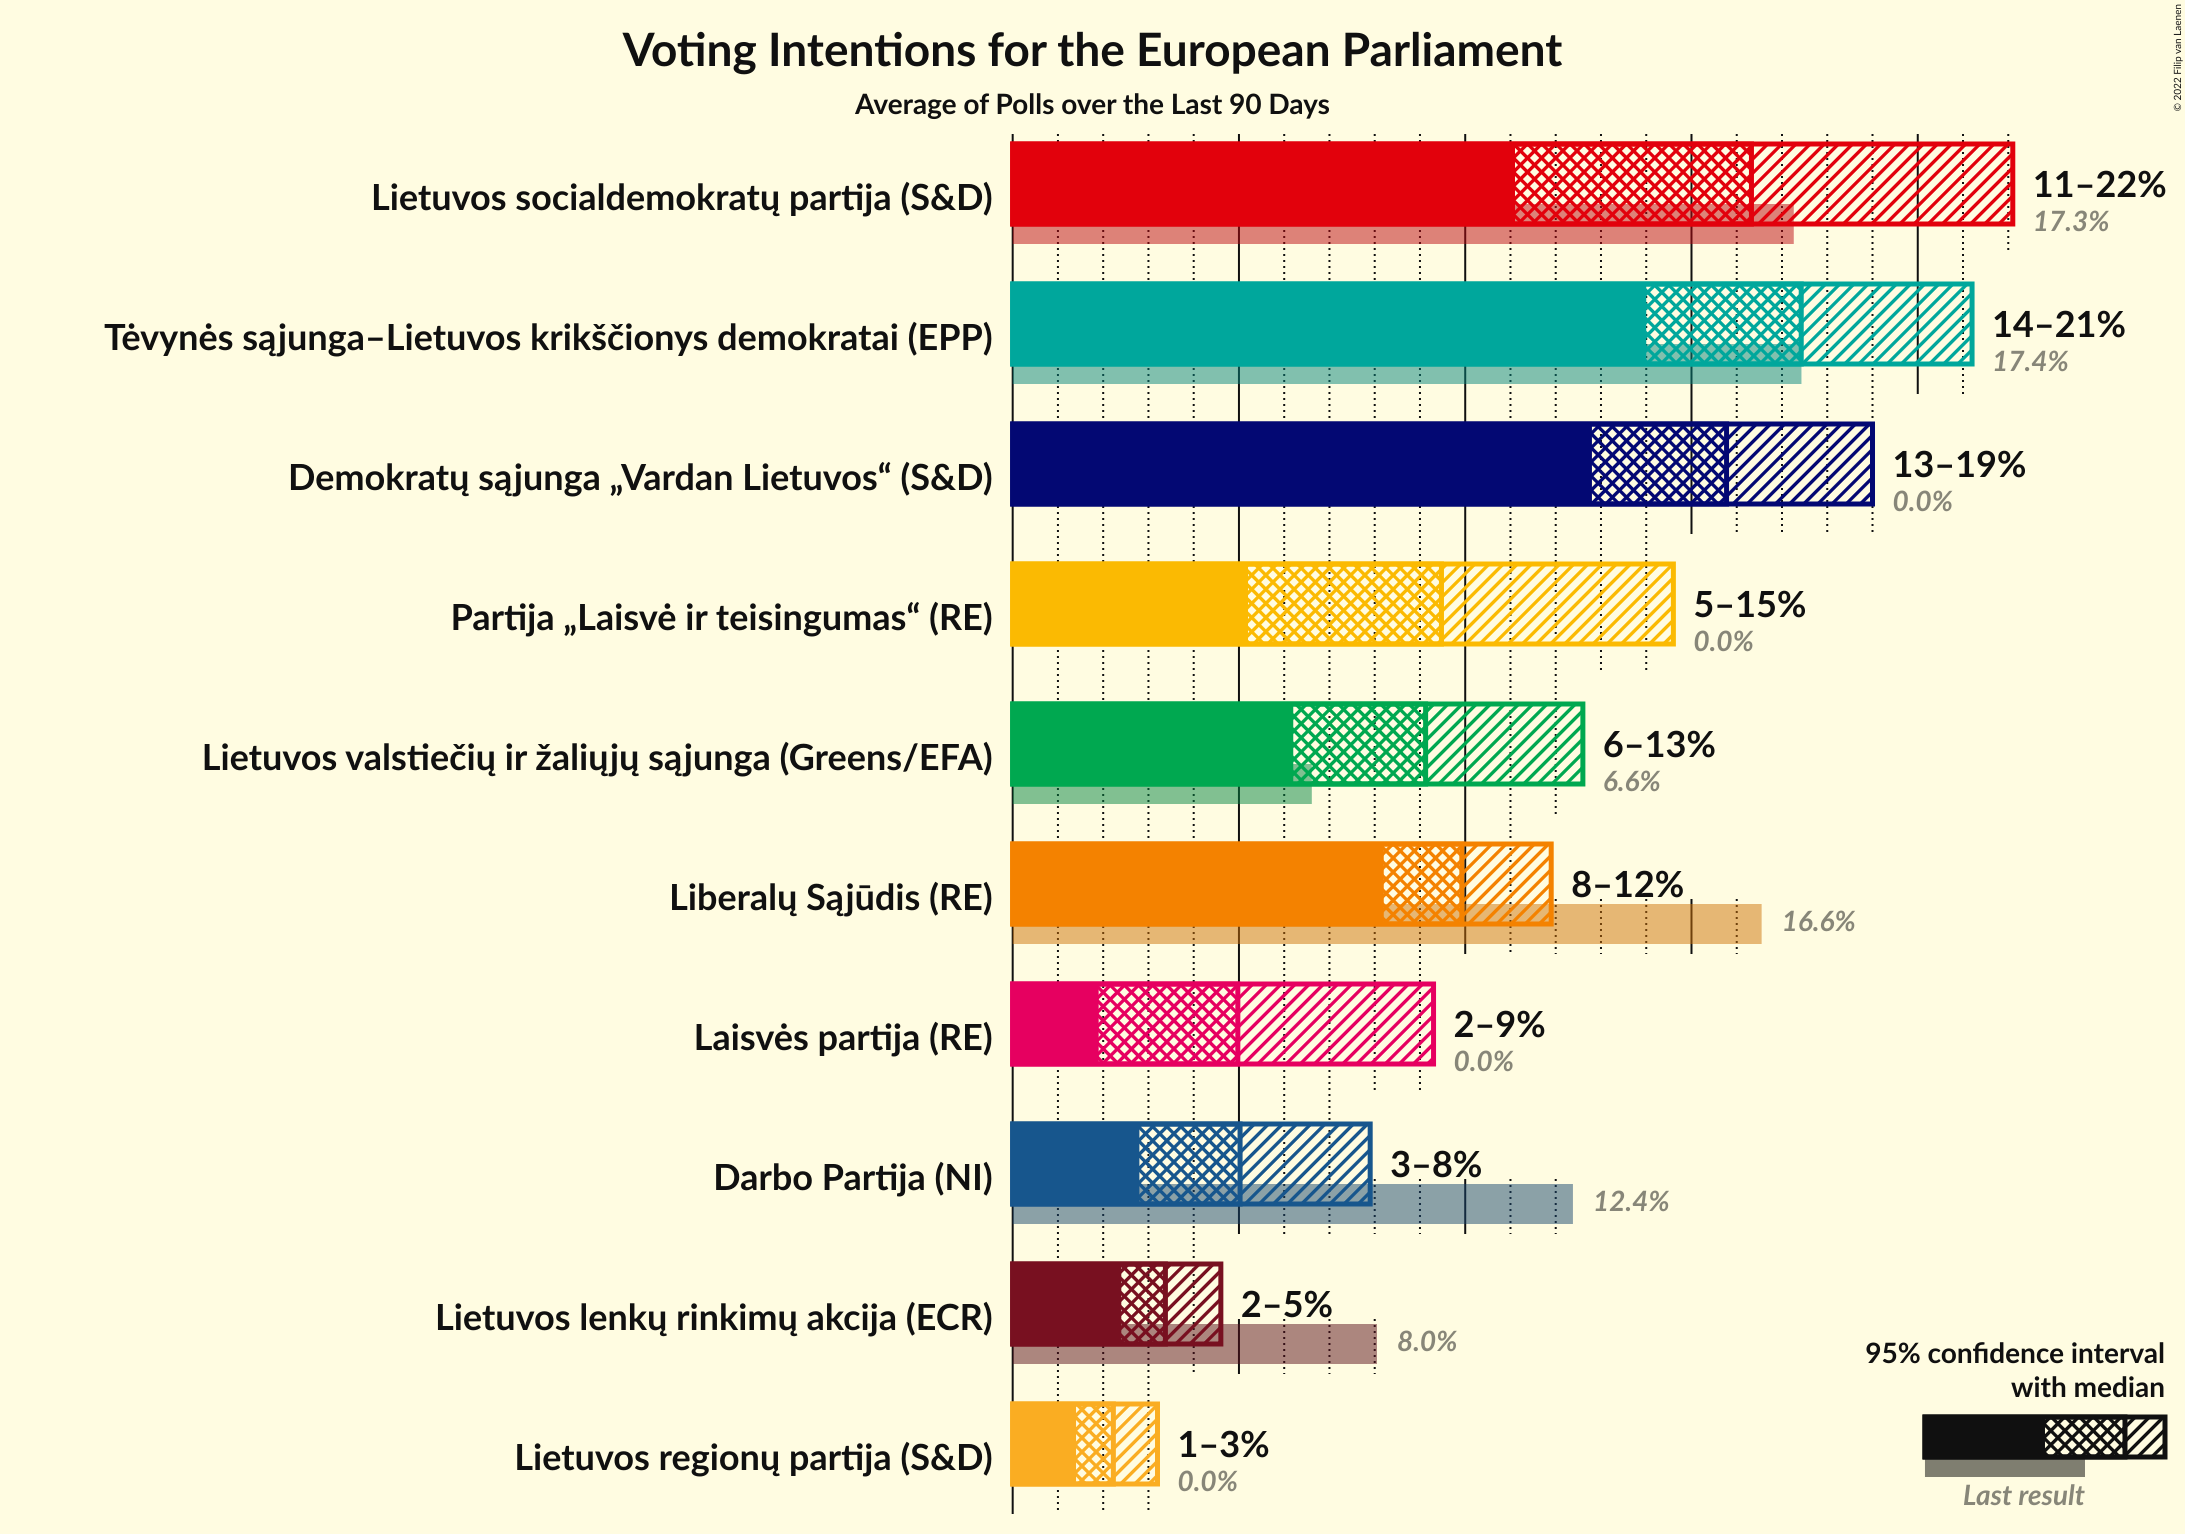 © 2022 Filip van Laenen
Voting Intentions for the European Parliament
Average of Polls over the Last 90 Days
Lietuvos socialdemokratų partija (S&D)
11–22%
17.3%
Tėvynės sąjunga–Lietuvos krikščionys demokratai (EPP)
14–21%
17.4%
Demokratų sąjunga „Vardan Lietuvos“ (S&D)
13–19%
0.0%
Partija „Laisvė ir teisingumas“ (RE)
5–15%
0.0%
Lietuvos valstiečių ir žaliųjų sąjunga (Greens/EFA)
6–13%
6.6%
Liberalų Sąjūdis (RE)
8–12%
16.6%
Laisvės partija (RE)
2–9%
0.0%
Darbo Partija (NI)
3–8%
12.4%
Lietuvos lenkų rinkimų akcija (ECR)
2–5%
8.0%
Lietuvos regionų partija (S&D)
1–3%
0.0%
95% confidence interval
with median
Last result